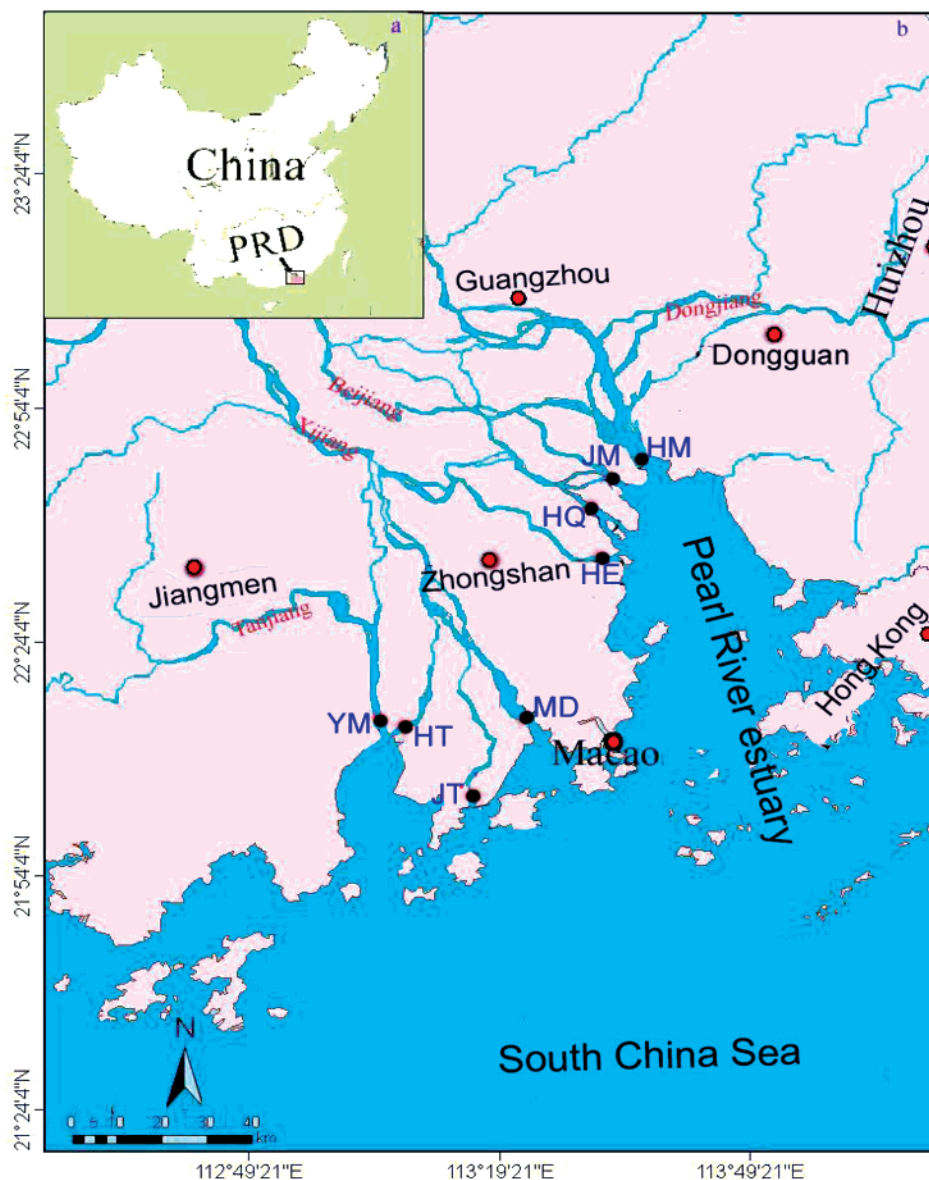 a
b
China
PRD
23°24'4"N
22°54'4"N
22°24'4"N
21°54'4"N
21°24'4"N
Guangzhou
Huizhou
Dongjiang
Dongguan
Beijiang
Xijiang
JM
HM
HQ
HE
Zhongshan
Jiangmen
Tanjiang
Pearl River estuary
Hong Kong
YM
HT
MD
Macao
JT
South China Sea
N
0 5 10 20 30 40
km
112°49'21"E
113°19'21"E
113°49'21"E